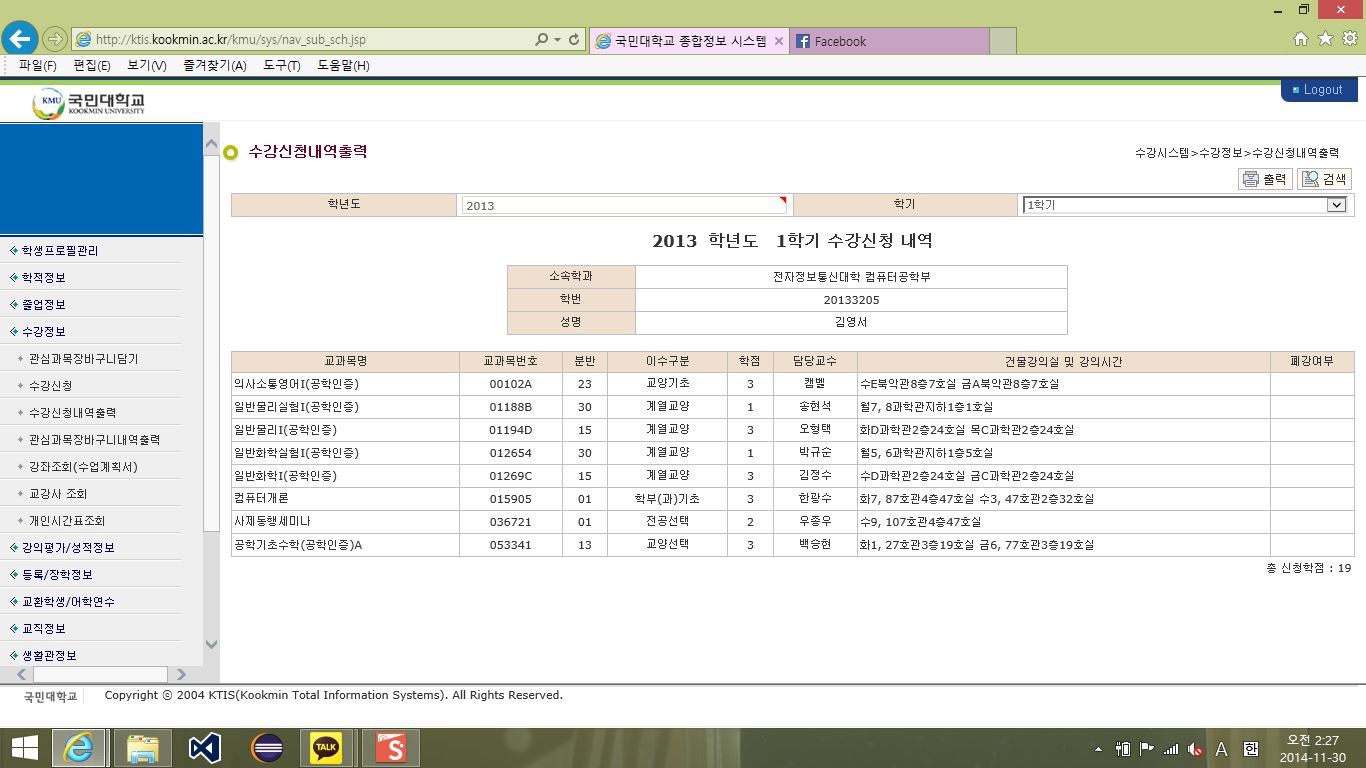 http://ktis.kookmin.ac.kr/kmu/sys/nav_sub_sch.jsp 국민대학교 종합정보 시스템 Facebook
파일(F) 편집(E) 보기(V) 즐겨찾기(A) 도구(T) 도움말(H)
Logout
KMU 국민대학교
KOOKMIN UNIVERSITY
수강신청내역출력
수강시스템>수강정보>수강신청내역출력
출력 검색
학년도 2013 학기 1학기
2013 학년도 1학기 수강신청 내역
소속학과 전자정보통신대학 컴퓨터공학부
학번 20133205
성명 김영서
교과목명 교과목번호 분반 이수구분 학점 담당교수 건물강의실 및 강의시간 폐강여부
의사소통영어I(공학인증) 00102A 23 교양기초 3 캠벨 수E북악관8층7호실 금A북악관8층7호실
일반물리실험I(공학인증) 01188B 30 계열교양 1 송현석 월7, 8과학관지하1층1호실
일반물리I(공학인증) 01194D 15 계열교양 3 오형택 화D과학관2층24호실 목C과학관2층24호실
일반화학실험I(공학인증) 012654 30 계열교양 1 박규순 월5, 6과학관지하1층5호실
일반화학I(공학인증) 01269C 15 계열교양 3 김정수 수D과학관2층24호실 금C과학관2층24호실
컴퓨터개론 015905 01 학부(과)기초 3 한광수 화7, 87호관4층47호실 수3, 47호관2층32호실
사제동행세미나 036721 01 전공선택 2 우종우 수9, 107호관4층47호실
공학기초수학(공학인증)A 053341 13 교양선택 3 백승현 화1, 27호관3층19호실 금6, 77호관3층19호실
총 신청학점 : 19
학생프로필관리
학적정보
졸업정보
수강정보
관심과목장바구니담기
수강신청
수강신청내역출력
관심과목장바구니내역출력
강좌조회(수업계획서)
교강사 조회
개인시간표조회
강의평가/성적정보
등록/장학정보
교환학생/어학연수
교직정보
생활관정보
국민대학교 Copyright ⓒ 2004 KTIS(Kookmin Total Information Systems). All Rights Reserved.
TALK
S
A 한
오전 2:27
2014-11-30